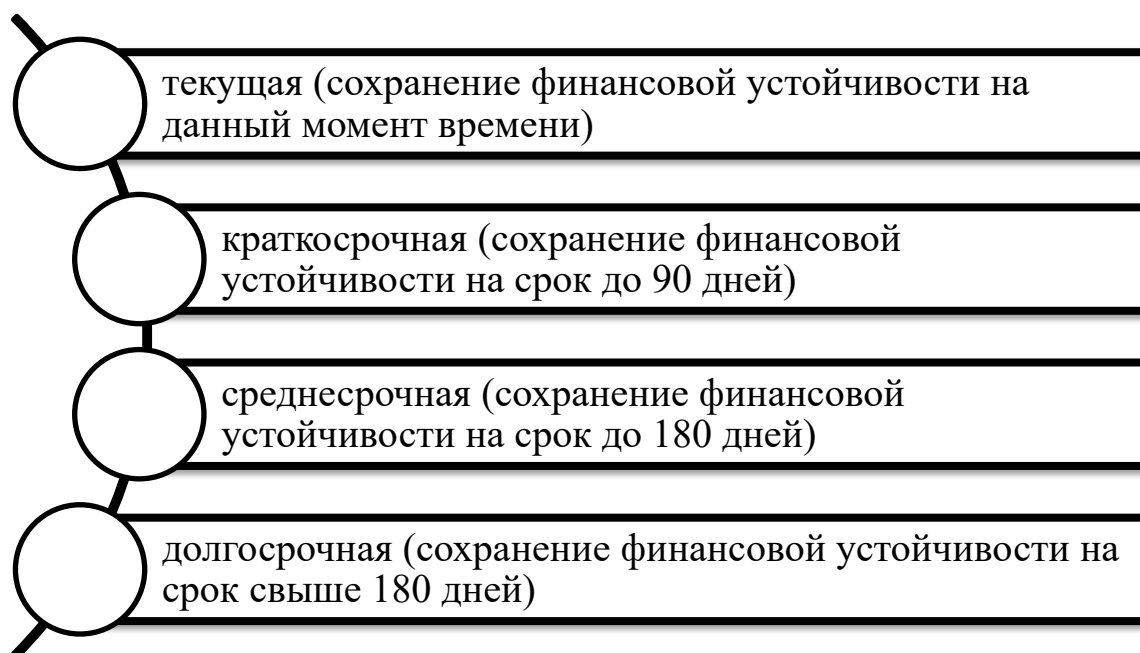 текущая (сохранение финансовой устойчивости на
данный момент времени)
краткосрочная (сохранение финансовой
устойчивости на срок до 90 дней)
среднесрочная (сохранение финансовой
устойчивости на срок до 180 дней)
долгосрочная (сохранение финансовой устойчивости на
срок свыше 180 дней)